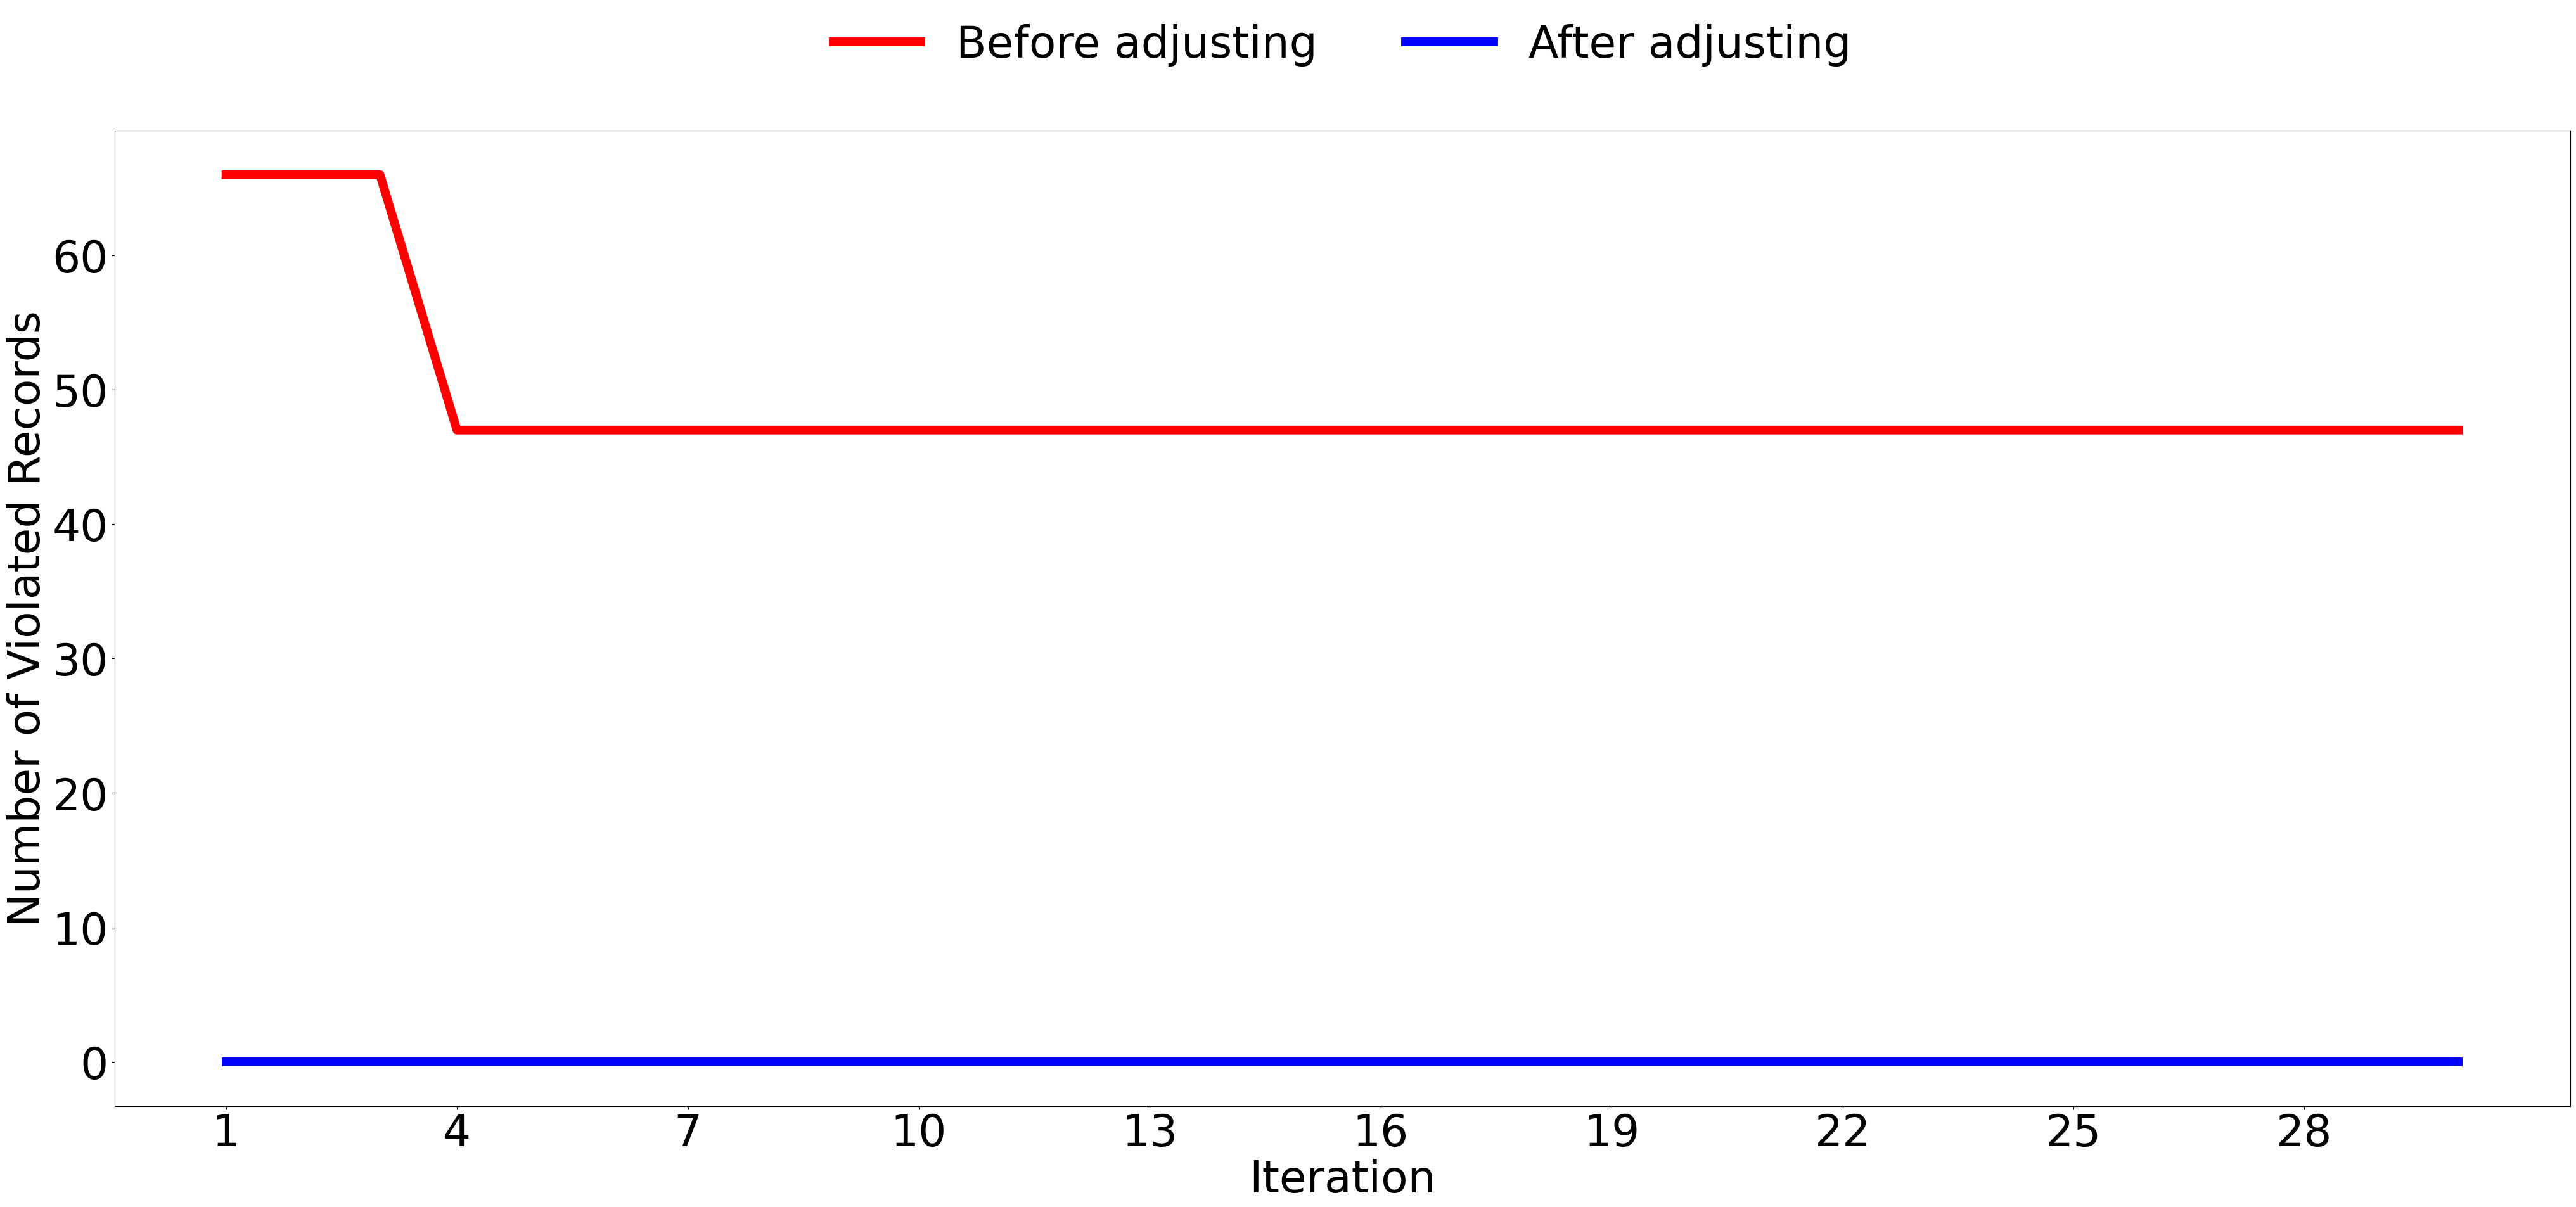 Before adjusting
After adjusting
Number of Violated Records
60
50
40
30
20
10
0
1 4 7 10 13 16 19 22 25 28
Iteration